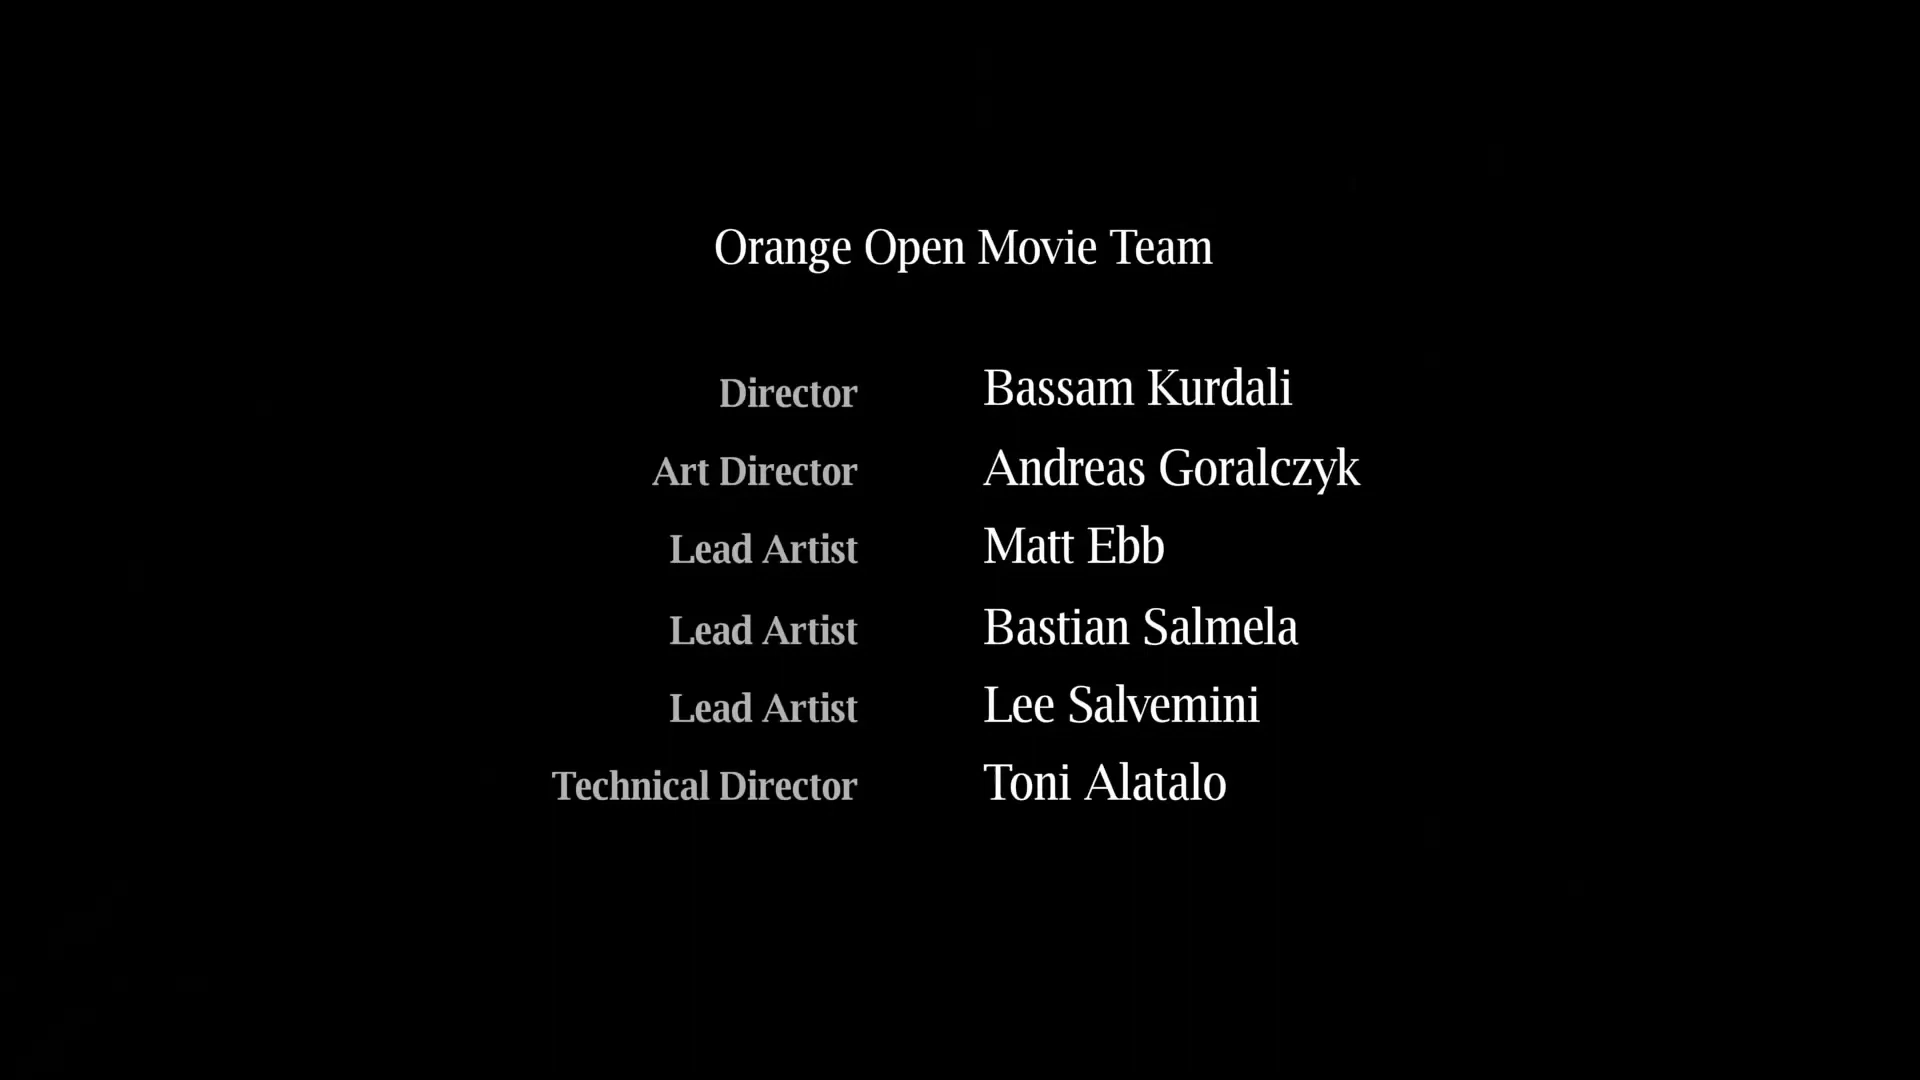 Orange Open Movie Team
Director Bassam Kurdali
Art Director Andreas Goralczyk
Lead Artist Matt Ebb
Lead Artist Bastian Salmela
Lead Artist Lee Salvemini
Technical Director Toni Alatalo